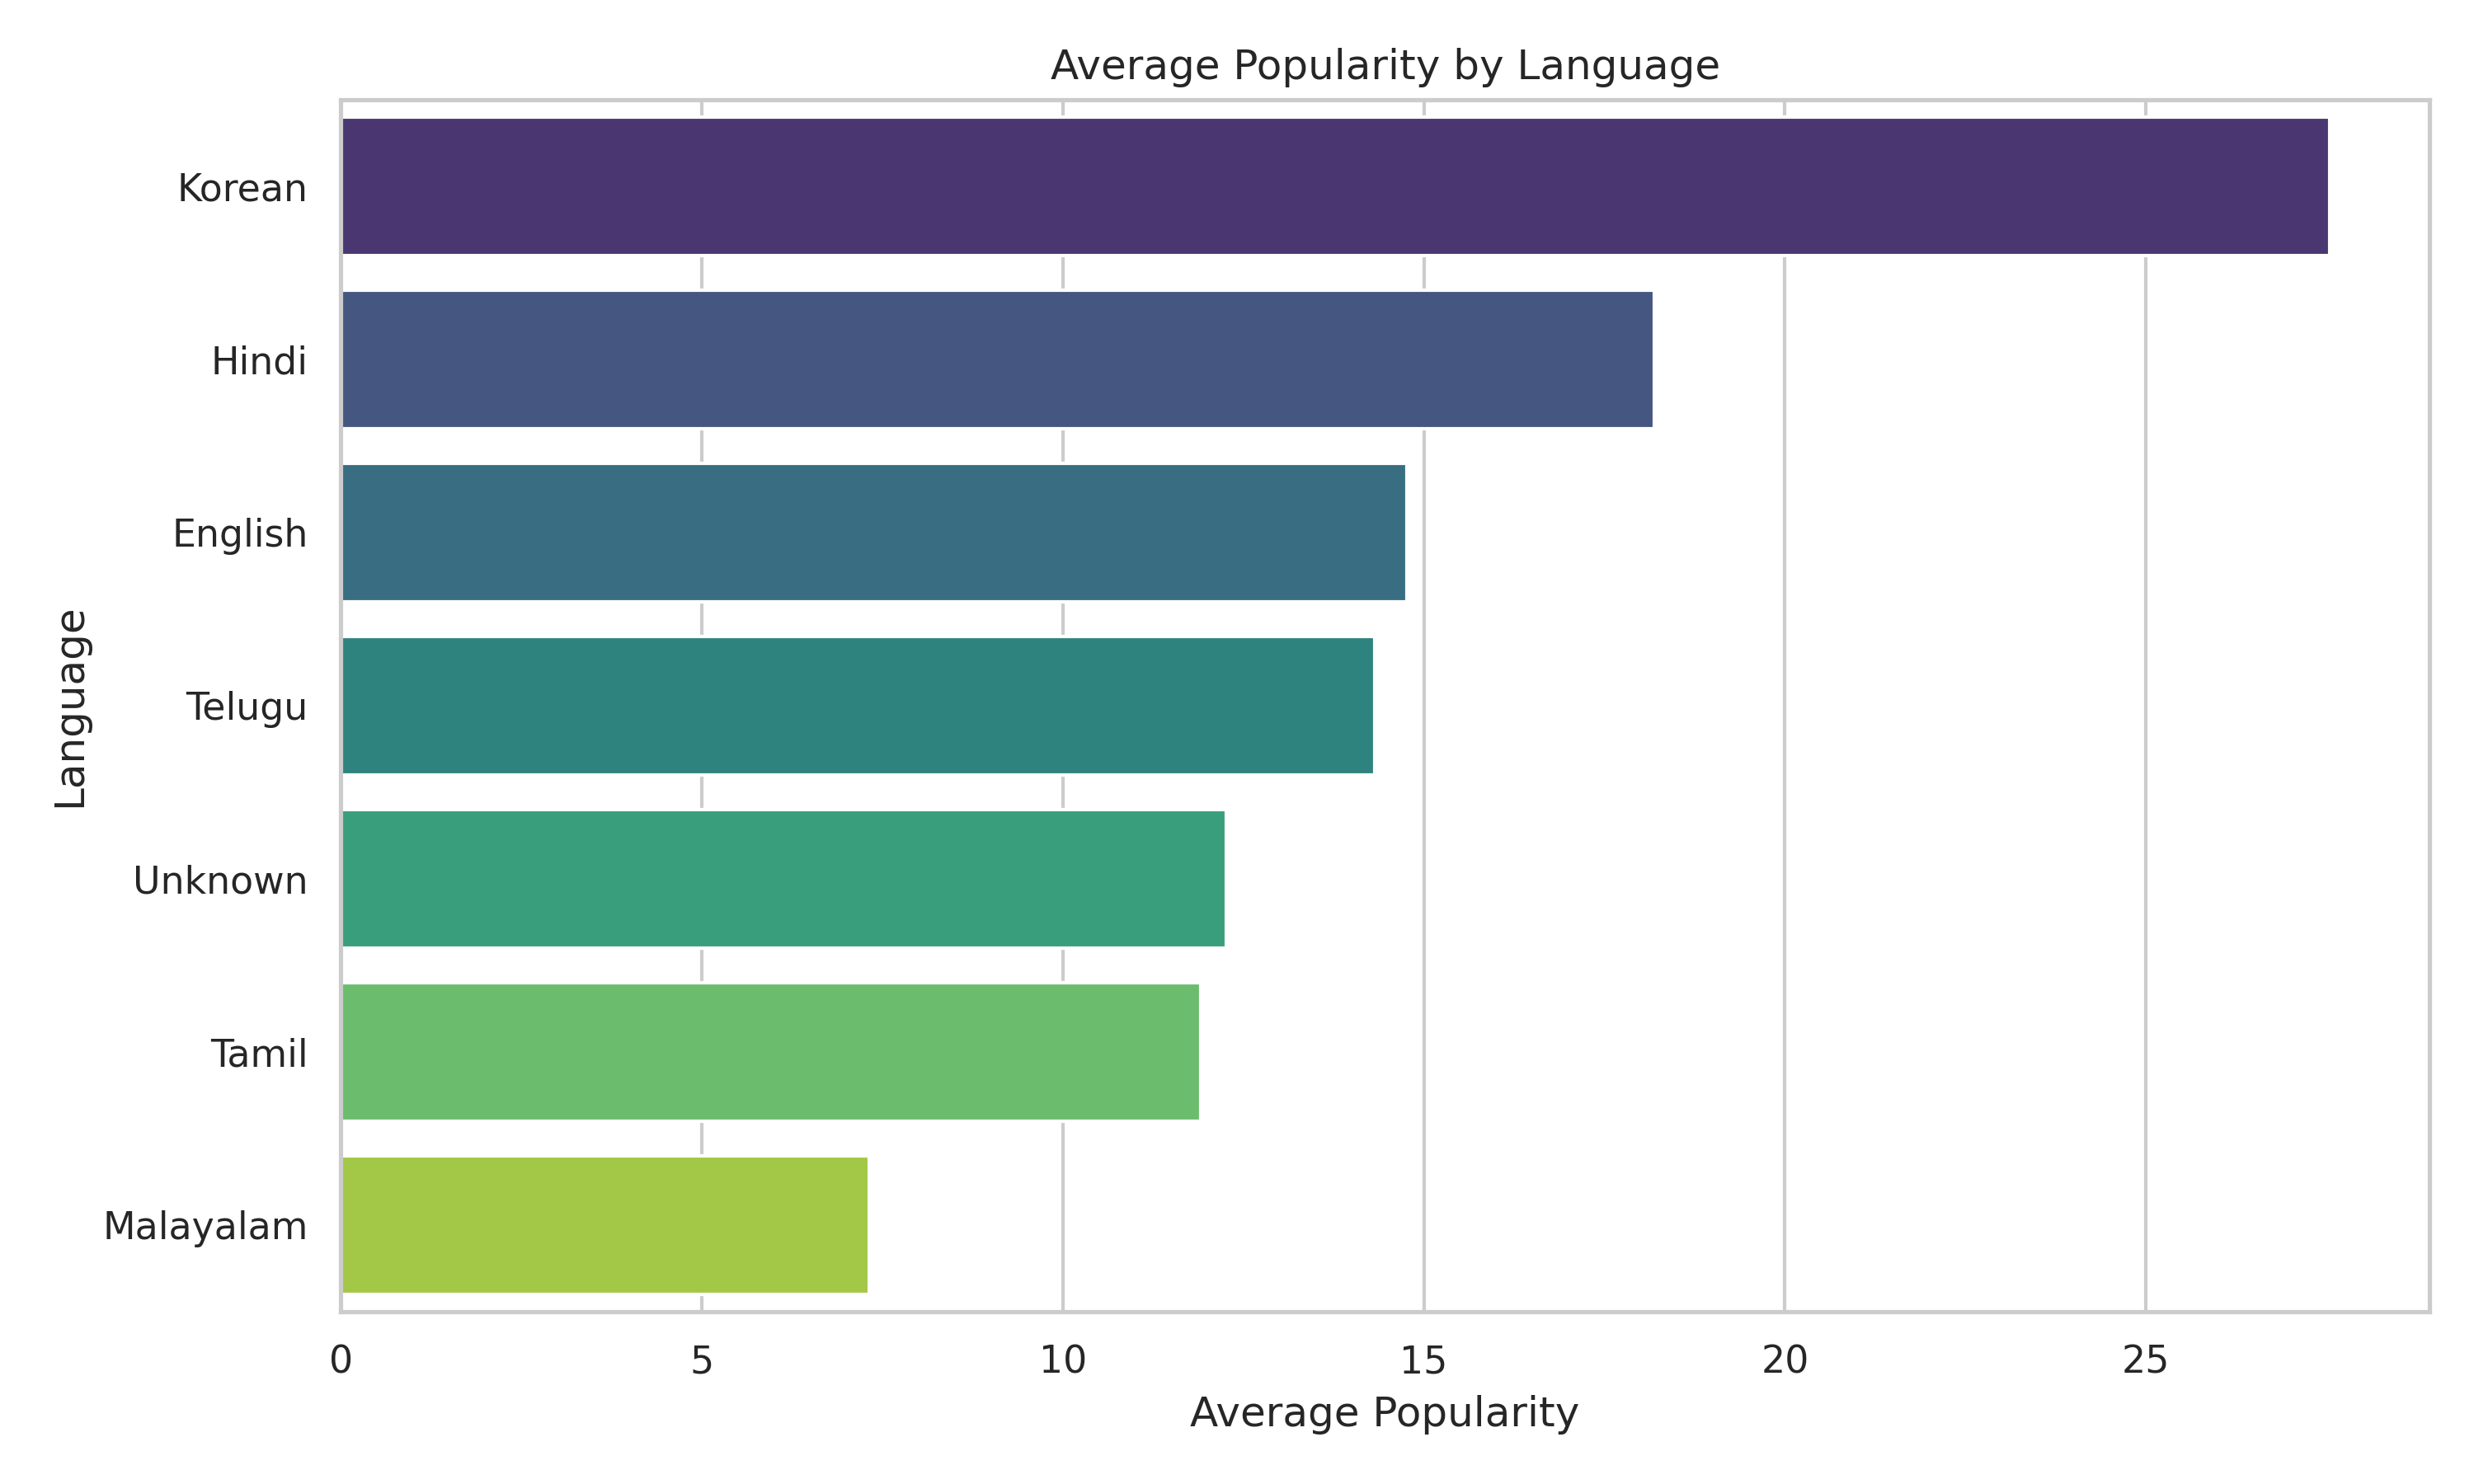 Average Popularity by Language
Korean
Hindi
English
Telugu
Unknown
Tamil
Malayalam
Language
0 5 10 15 20 25
Average Popularity